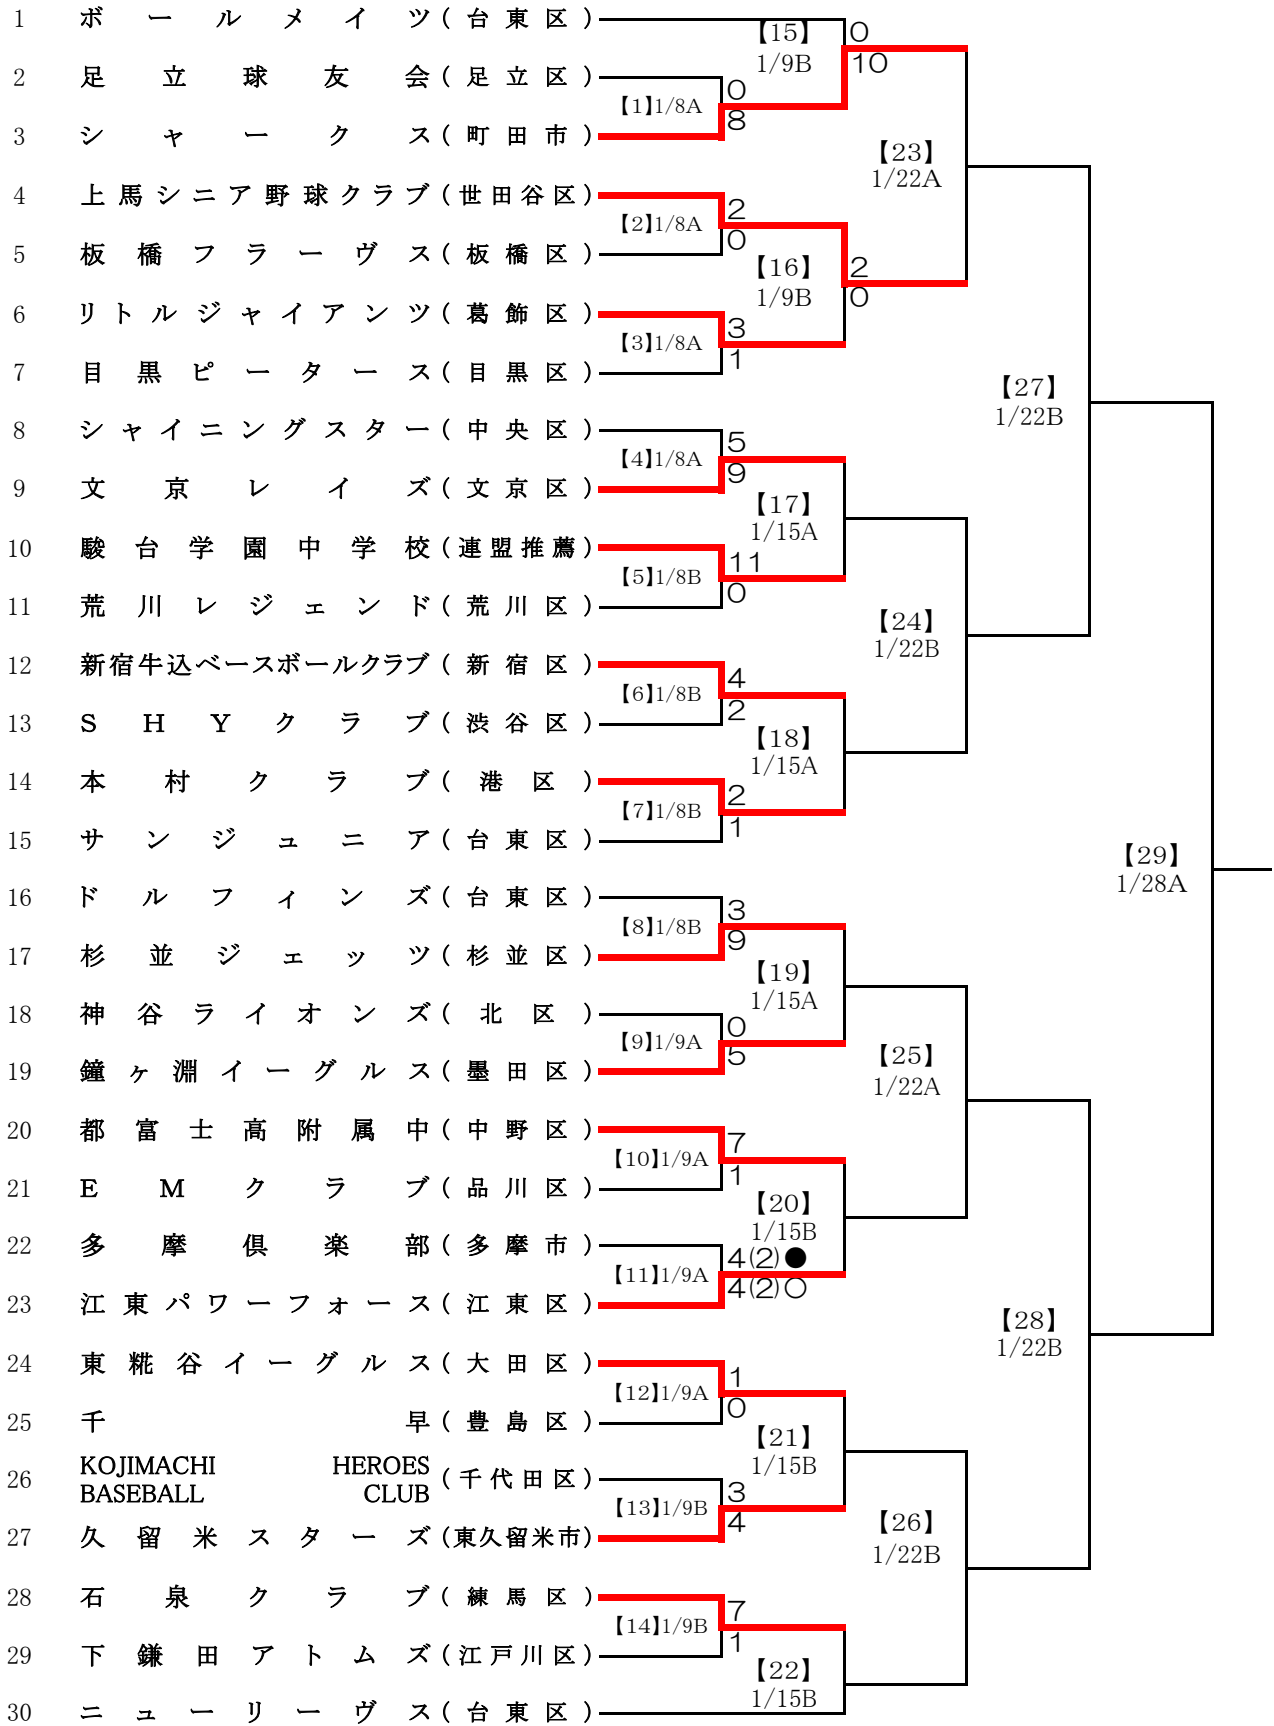 1 ボールメイツ(台東区)
【15】 0
1/9B 10
2 足立球友会(足立区)
【1】1/8A 0
8
3 シャークス(町田市)
【23】
1/22A
4 上馬シニア野球クラブ(世田谷区)
【2】1/8A 2
0
5 板橋フラーヴス(板橋区)
【16】 2
1/9B 0
6 リトルジャイアンツ(葛飾区)
【3】1/8A 3
1
7 目黒ピータース(目黒区)
【27】
1/22B
8 シャイニングスター(中央区)
【4】1/8A 5
9
9 文京レイズ(文京区)
【17】
1/15A
10 駿台学園中学校(連盟推薦)
【5】1/8B 11
0
11 荒川レジェンド(荒川区)
【24】
1/22B
12 新宿牛込ベースボールクラブ(新宿区)
【6】1/8B 4
2
13 SHYクラブ(渋谷区)
【18】
1/15A
14 本村クラブ(港区)
【7】1/8B 2
1
15 サンジュニア(台東区)
【29】
1/28A
16 ドルフィンズ(台東区)
【8】1/8B 3
9
17 杉並ジェッツ(杉並区)
【19】
1/15A
18 神谷ライオンズ(北区)
【9】1/9A 0
5
19 鐘ヶ淵イーグルス(墨田区)
【25】
1/22A
20 都富士高附属中(中野区)
【10】1/9A 7
1
21 EMクラブ(品川区)
【20】
1/15B
22 多摩倶楽部(多摩市)
【11】1/9A 4(2)●
4(2)○
23 江東パワーフォース(江東区)
【28】
1/22B
24 東糀谷イーグルス(大田区)
【12】1/9A 1
0
25 千早(豊島区)
【21】
1/15B
26 KOJIMACHI HEROES
BASEBALL CLUB (千代田区)
【13】1/9B 3
4
27 久留米スターズ(東久留米市)
【26】
1/22B
28 石泉クラブ(練馬区)
【14】1/9B 7
1
29 下鎌田アトムズ(江戸川区)
【22】
1/15B
30 ニューリーヴス(台東区)